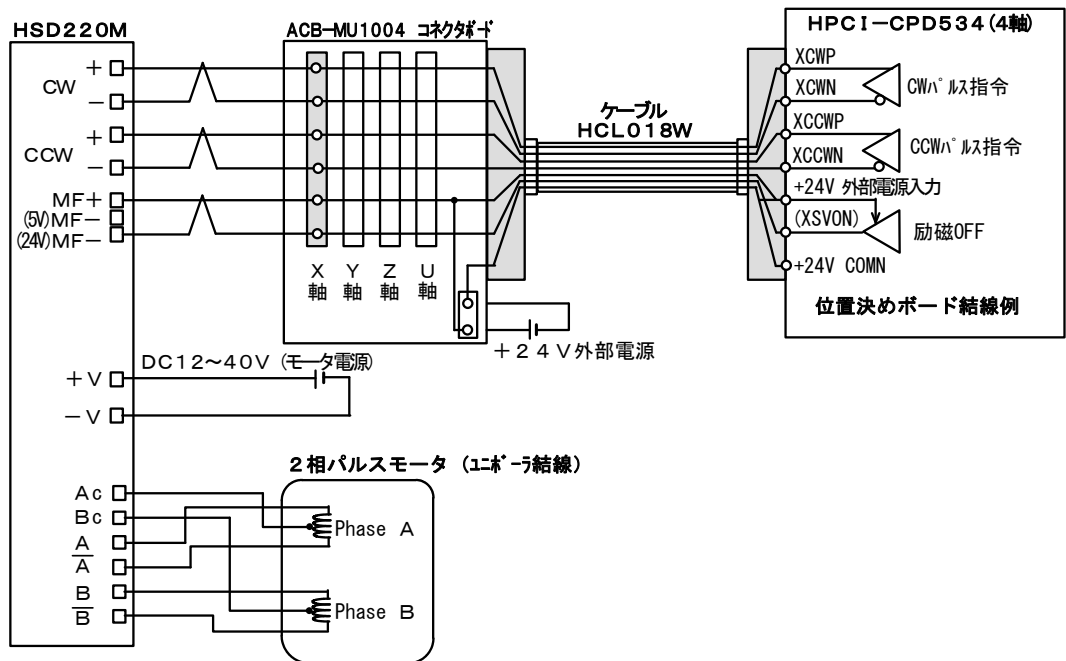 HSD220M
ACB-MU1004 コネクタボード
HPCI-CPD534(4軸)
+
CW
-
+
CCW
-
MF+
(5V)MF-
(24V)MF-
X軸
Y軸
Z軸
U軸
ケーブル
HCL018W
XCWP
XCWN
CWパルス指令
XCCWP
XCCWN
CCWパルス指令
+24V 外部電源入力
(XSVON)
励磁OFF
+24V COMN
位置決めボード結線例
+24V外部電源
DC12~40V (モータ電源)
+V
-V
2相パルスモータ (ユニポーラ結線)
Ac
Bc
A
A̅
B
B̅
Phase A
Phase B